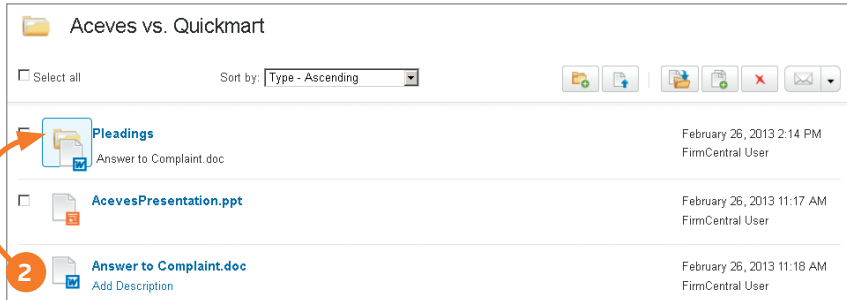 Aceves vs. Quickmart
Select all Sort by: Type - Ascending
Pleadings February 26, 2013 2:14 PM
Answer to Complaint.doc FirmCentral User
AcevesPresentation.ppt February 26, 2013 11:17 AM
FirmCentral User
2 Answer to Complaint.doc February 26, 2013 11:18 AM
Add Description FirmCentral User